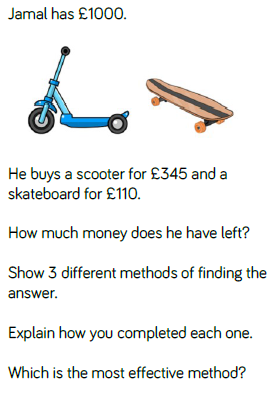 Jamal has £1000.
He buys a scooter for £345 and a
skateboard for £110.
How much money does he have left?
Show 3 different methods of finding the
answer.
Explain how you completed each one.
Which is the most effective method?